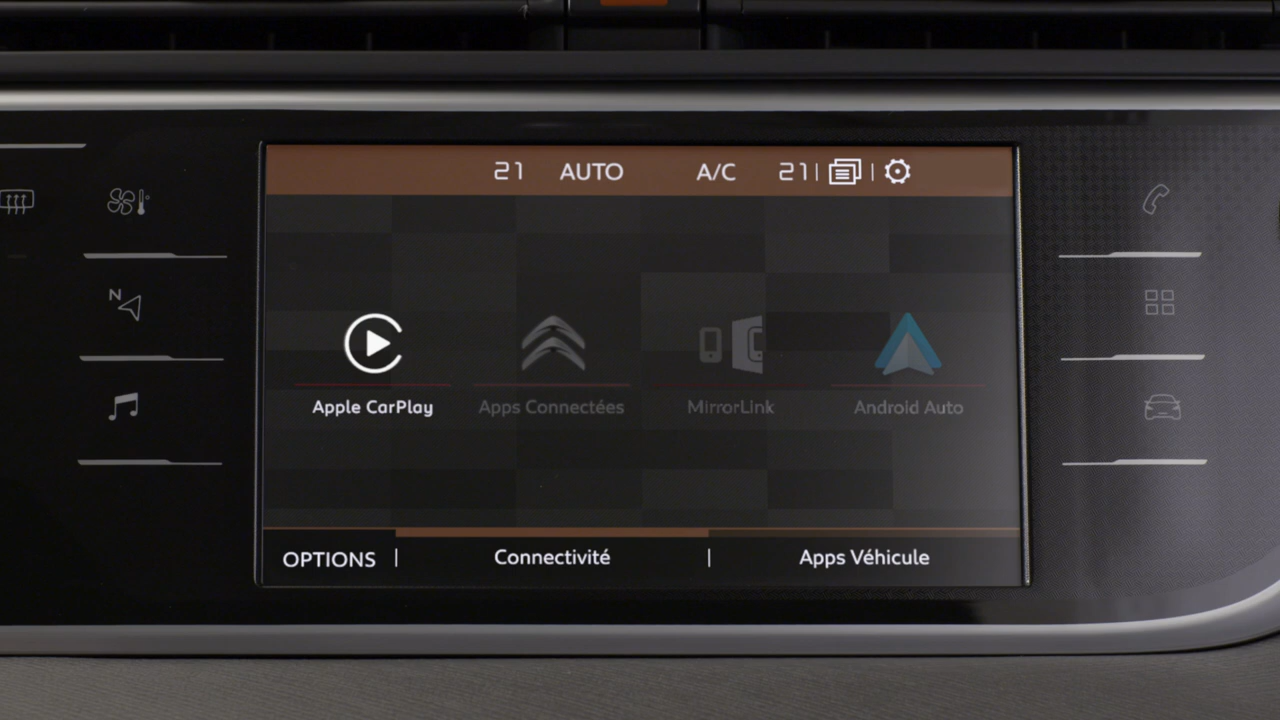 21 AUTO A/C 21
N
Apple CarPlay Apps Connectées MirrorLink Android Auto
OPTIONS Connectivité Apps Véhicule